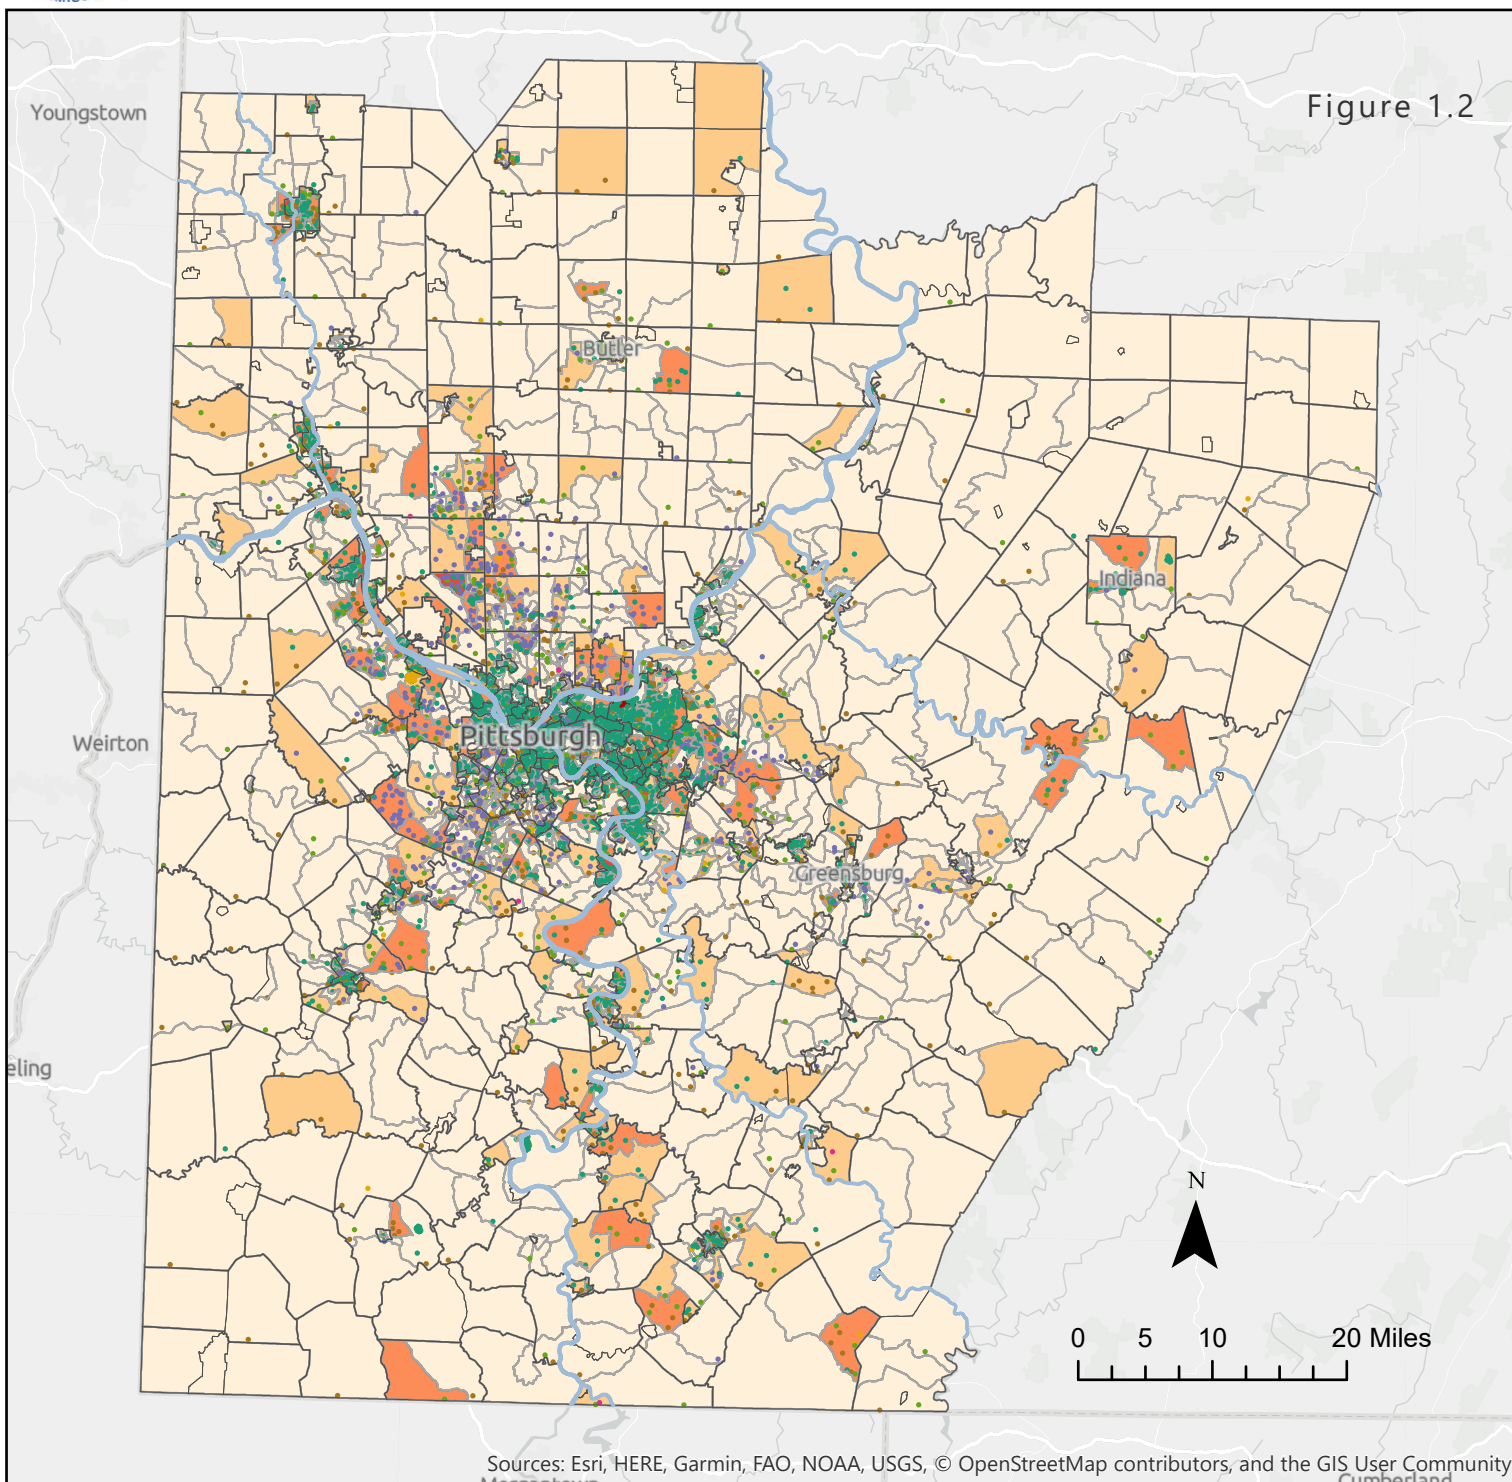 Figure 1.2
Youngstown
Butler
Indiana
Pittsburgh
Weirton
Greensburg
eling
N
0 5 10 20 Miles
Sources: Esri, HERE, Garmin, FAO, NOAA, USGS, © OpenStreetMap contributors, and the GIS User Community